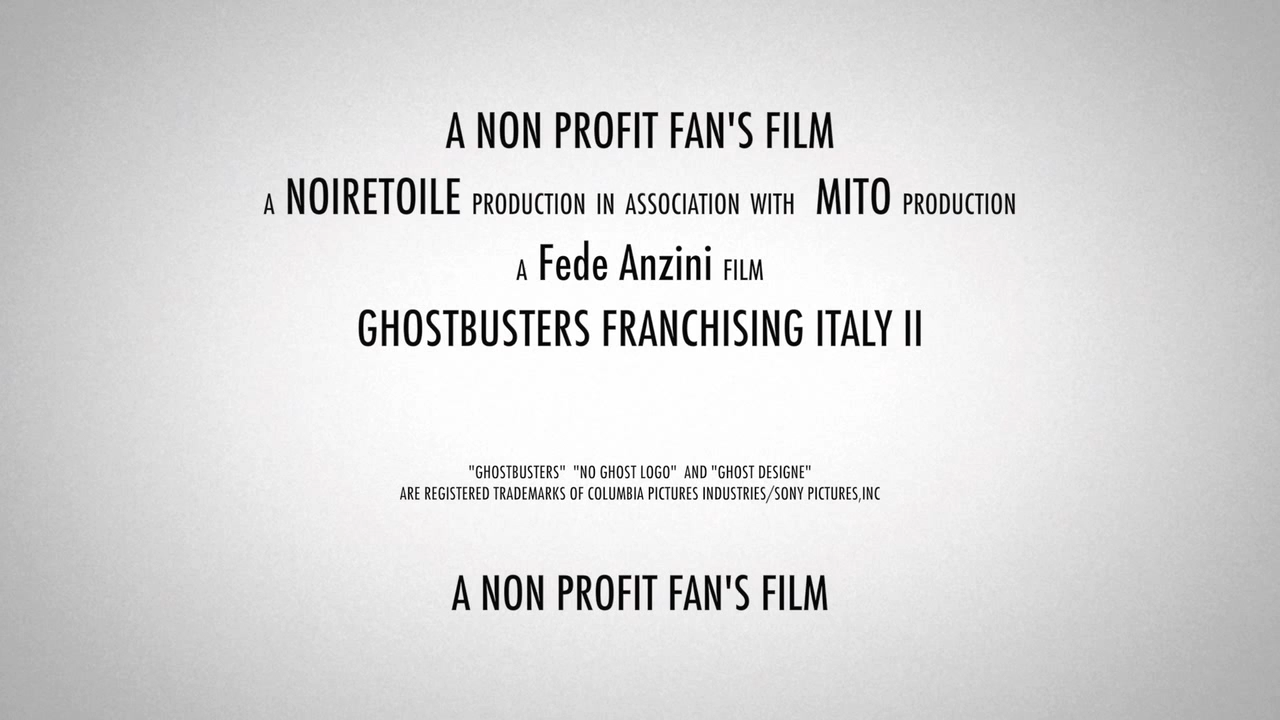 A NON PROFIT FAN'S FILM
A NOIRETOILE PRODUCTION IN ASSOCIATION WITH MITO PRODUCTION
A Fede Anzini FILM
GHOSTBUSTERS FRANCHISING ITALY II
"GHOSTBUSTERS" "NO GHOST LOGO" AND "GHOST DESIGNE"
ARE REGISTERED TRADEMARKS OF COLUMBIA PICTURES INDUSTRIES/SONY PICTURES,INC
A NON PROFIT FAN'S FILM